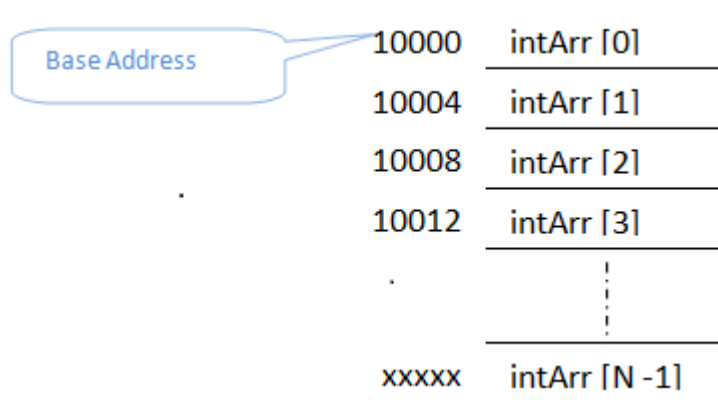 Base Address
10000 intArr [0]
10004 intArr [1]
10008 intArr [2]
10012 intArr [3]
xxxxx intArr [N -1]